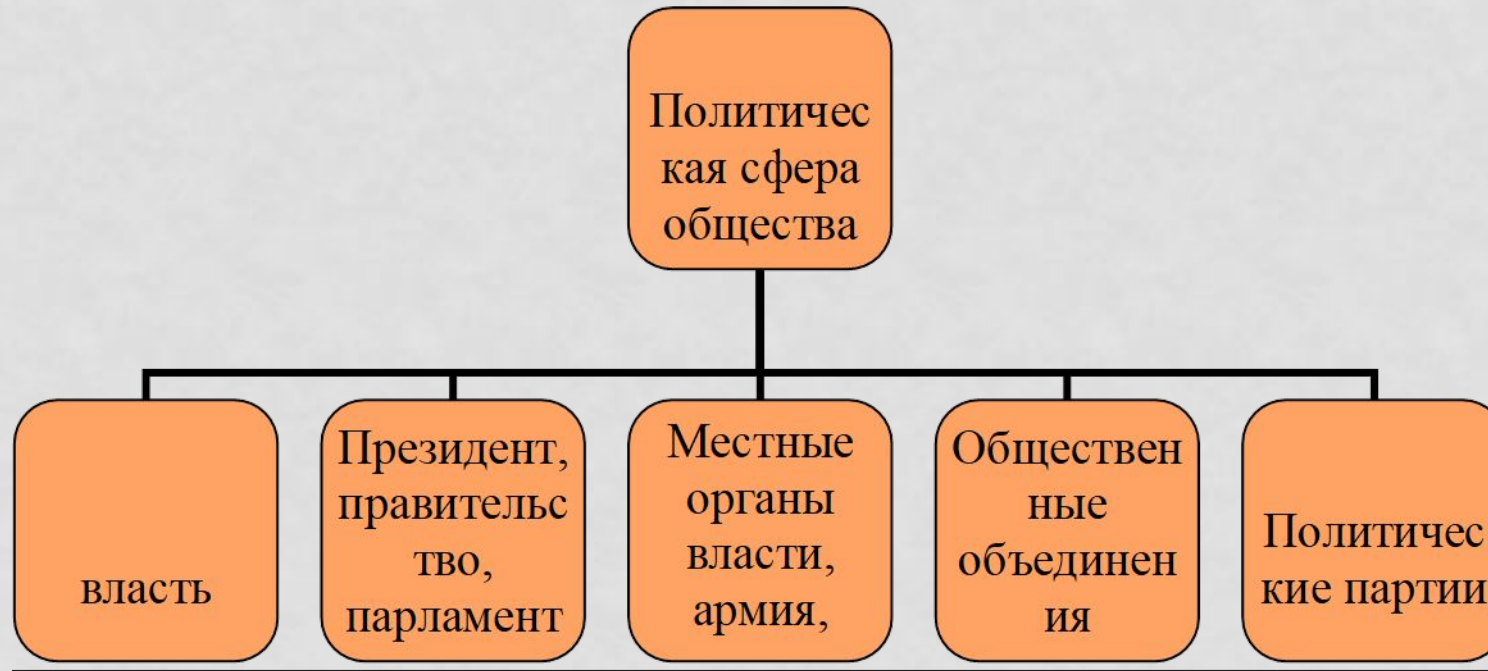 Политичес
кая сфера
общества
власть
Президент,
правительс
тво,
парламент
Местные
органы
власти,
армия,
Обществен
ные
объединен
ия
Политичес
кие партии